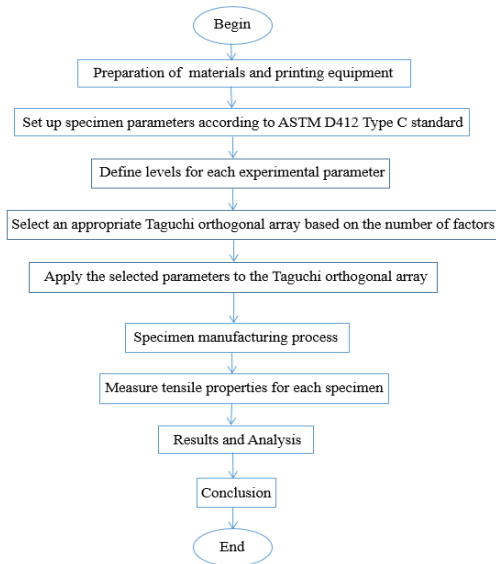 Begin
Preparation of materials and printing equipment
Set up specimen parameters according to ASTM D412 Type C standard
Define levels for each experimental parameter
Select an appropriate Taguchi orthogonal array based on the number of factors
Apply the selected parameters to the Taguchi orthogonal array
Specimen manufacturing process
Measure tensile properties for each specimen
Results and Analysis
Conclusion
End